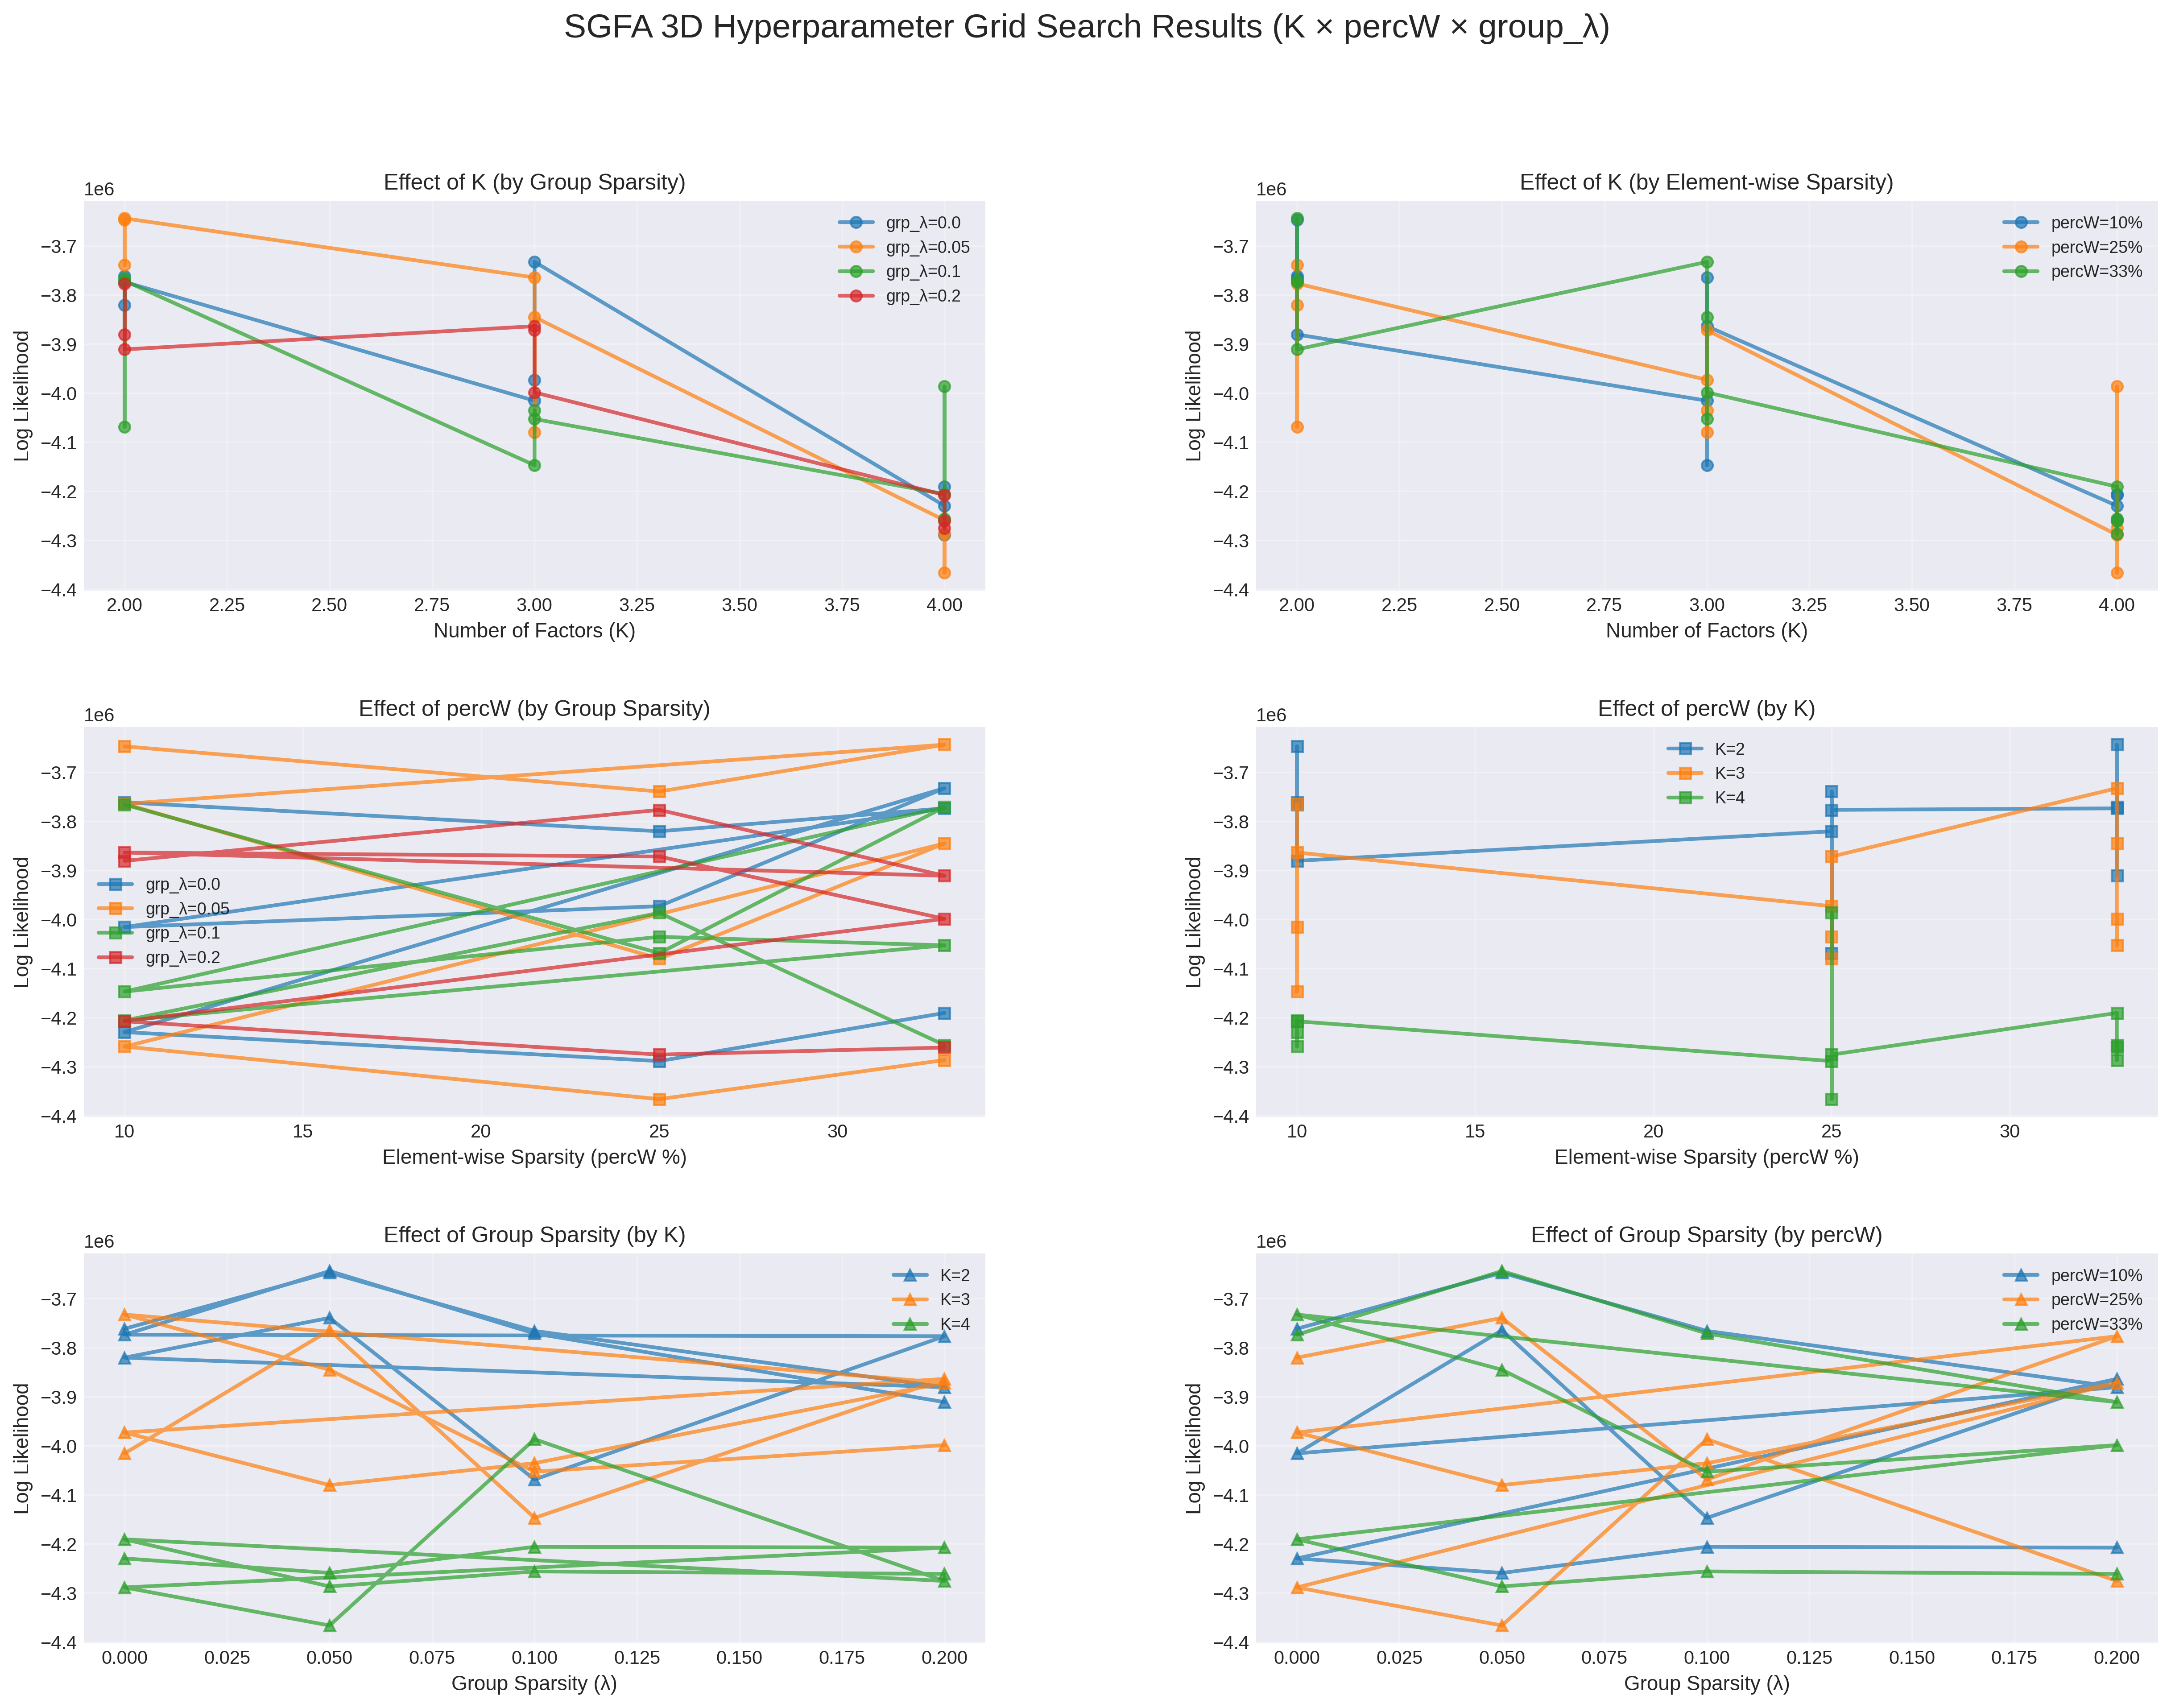 SGFA 3D Hyperparameter Grid Search Results (K × percW × group_λ)
Effect of K (by Group Sparsity)
1e6
−3.7
−3.8
−3.9
−4.0
−4.1
−4.2
−4.3
−4.4
Log Likelihood
grp_λ=0.0
grp_λ=0.05
grp_λ=0.1
grp_λ=0.2
2.00 2.25 2.50 2.75 3.00 3.25 3.50 3.75 4.00
Number of Factors (K)
Effect of K (by Element-wise Sparsity)
1e6
−3.7
−3.8
−3.9
−4.0
−4.1
−4.2
−4.3
−4.4
Log Likelihood
percW=10%
percW=25%
percW=33%
2.00 2.25 2.50 2.75 3.00 3.25 3.50 3.75 4.00
Number of Factors (K)
Effect of percW (by Group Sparsity)
1e6
−3.7
−3.8
−3.9
−4.0
−4.1
−4.2
−4.3
−4.4
Log Likelihood
grp_λ=0.0
grp_λ=0.05
grp_λ=0.1
grp_λ=0.2
10 15 20 25 30
Element-wise Sparsity (percW %)
Effect of percW (by K)
1e6
−3.7
−3.8
−3.9
−4.0
−4.1
−4.2
−4.3
−4.4
Log Likelihood
K=2
K=3
K=4
10 15 20 25 30
Element-wise Sparsity (percW %)
Effect of Group Sparsity (by K)
1e6
−3.7
−3.8
−3.9
−4.0
−4.1
−4.2
−4.3
−4.4
Log Likelihood
K=2
K=3
K=4
0.000 0.025 0.050 0.075 0.100 0.125 0.150 0.175 0.200
Group Sparsity (λ)
Effect of Group Sparsity (by percW)
1e6
−3.7
−3.8
−3.9
−4.0
−4.1
−4.2
−4.3
−4.4
Log Likelihood
percW=10%
percW=25%
percW=33%
0.000 0.025 0.050 0.075 0.100 0.125 0.150 0.175 0.200
Group Sparsity (λ)